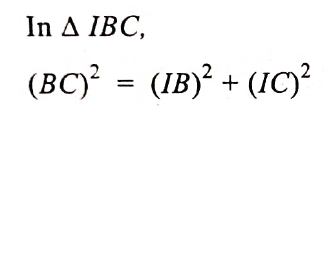 In Δ IBC,
(BC)² = (IB)² + (IC)²